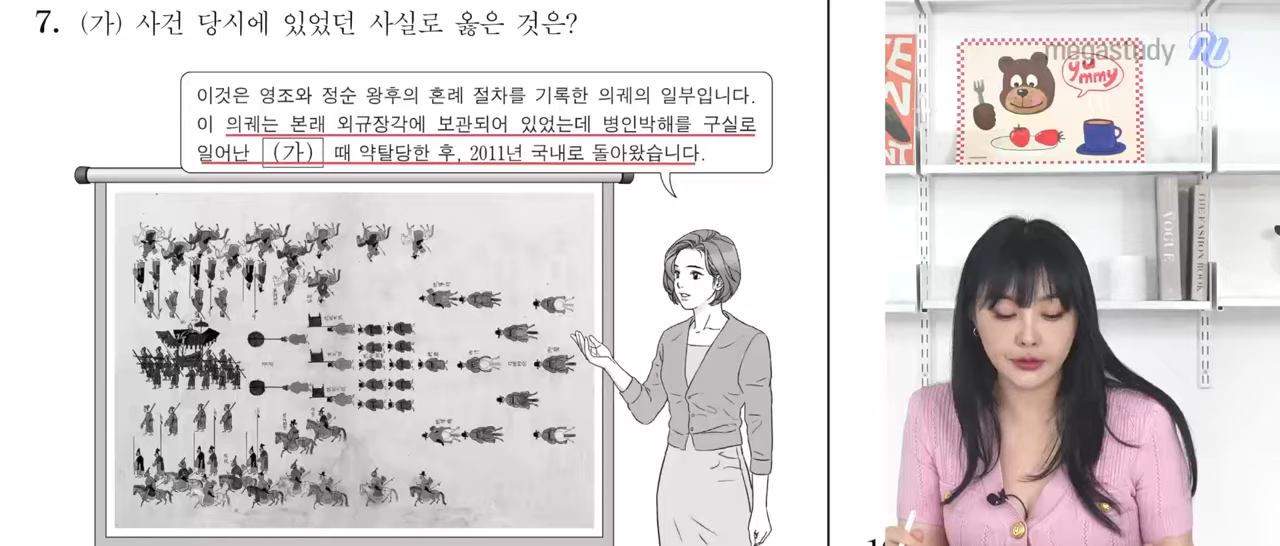 7. (가) 사건 당시에 있었던 사실로 옳은 것은?
이것은 영조와 정순 왕후의 혼례 절차를 기록한 의궤의 일부입니다.
이 의궤는 본래 외규장각에 보관되어 있었는데 병인박해를 구실로
일어난 (가) 때 약탈당한 후, 2011년 국내로 돌아왔습니다.
megastudy
yummy
VOGUE
THE FASHION BOOK